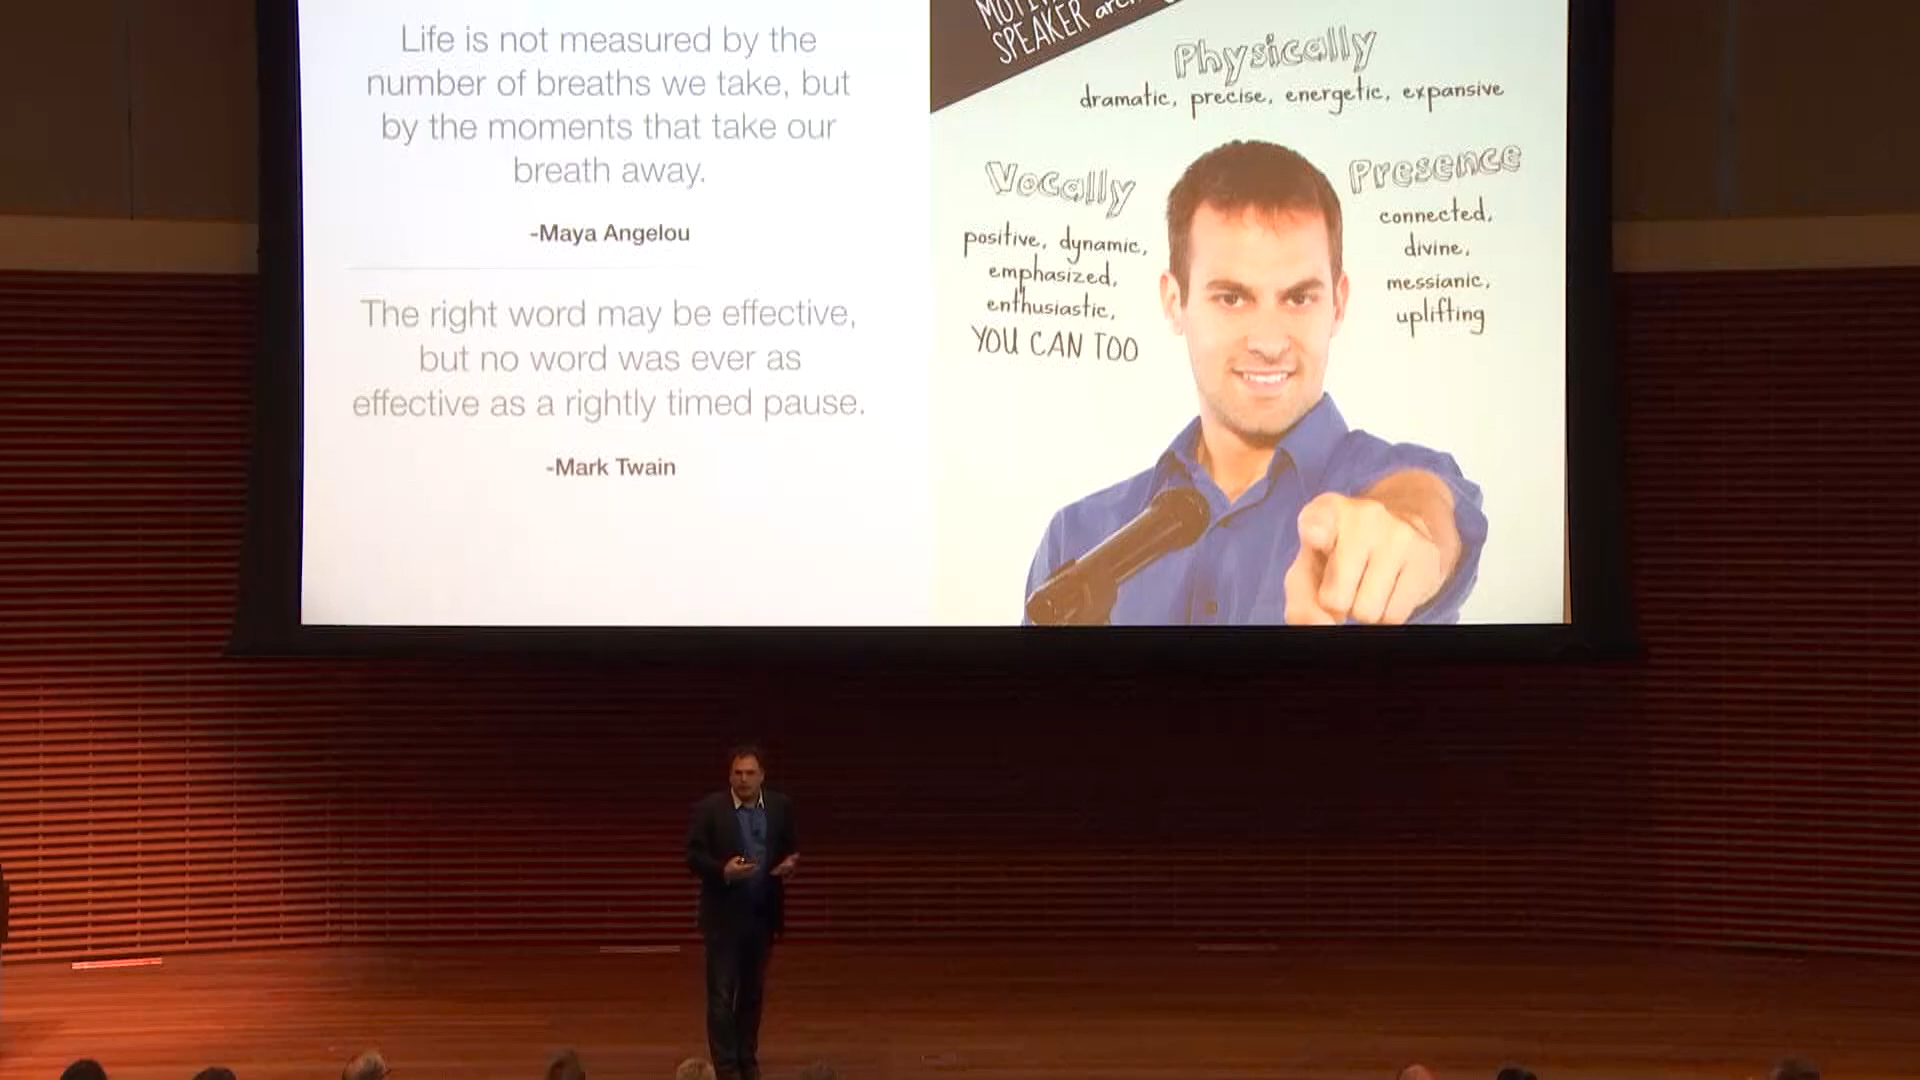 Life is not measured by the
number of breaths we take, but
by the moments that take our
breath away.
-Maya Angelou
The right word may be effective,
but no word was ever as
effective as a rightly timed pause.
-Mark Twain
SPEAKER
Physically
dramatic, precise, energetic, expansive
Vocally
positive, dynamic,
emphasized,
enthusiastic,
YOU CAN TOO
Presence
connected,
divine,
messianic,
uplifting